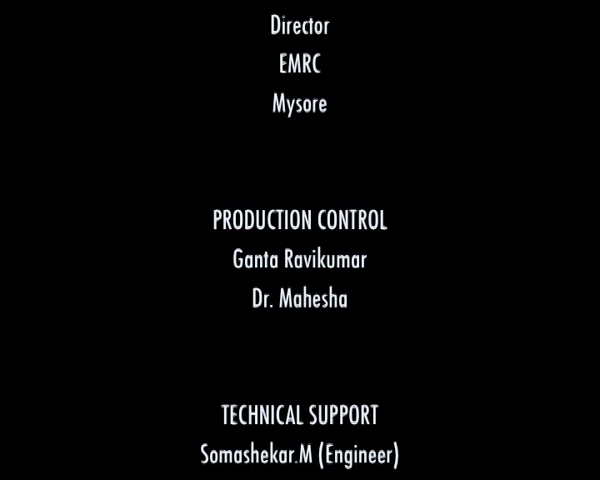 Director
EMRC
Mysore
PRODUCTION CONTROL
Ganta Ravikumar
Dr. Mahesha
TECHNICAL SUPPORT
Somashekar.M (Engineer)